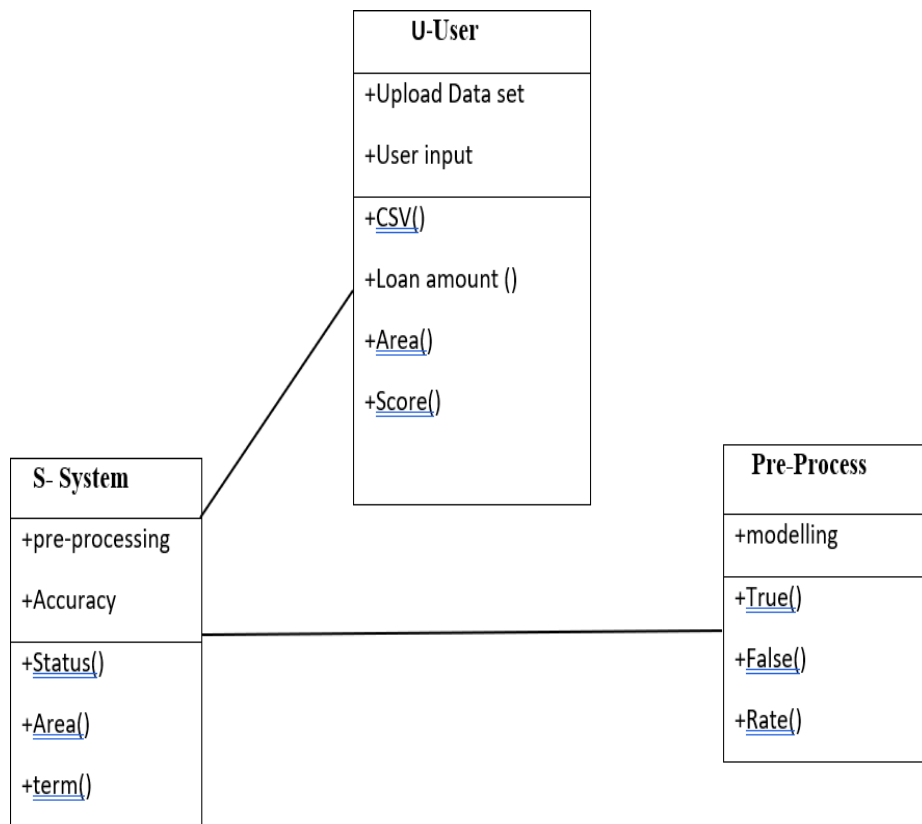 U-User
+Upload Data set
+User input
+CSV()
+Loan amount ()
+Area()
+Score()
S- System
+pre-processing
+Accuracy
+Status()
+Area()
+term()
Pre-Process
+modelling
+True()
+False()
+Rate()